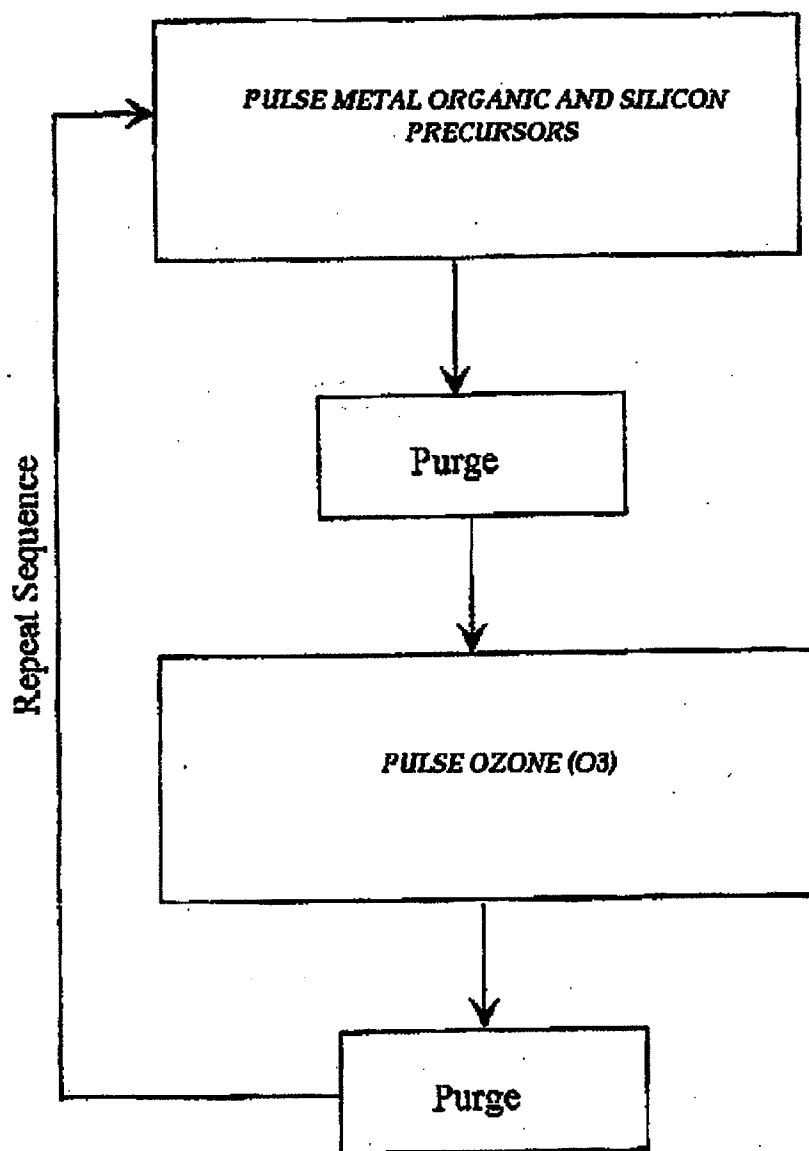 PULSE METAL ORGANIC AND SILICON
PRECURSORS
Purge
PULSE OZONE (O3)
Purge
Repeat Sequence